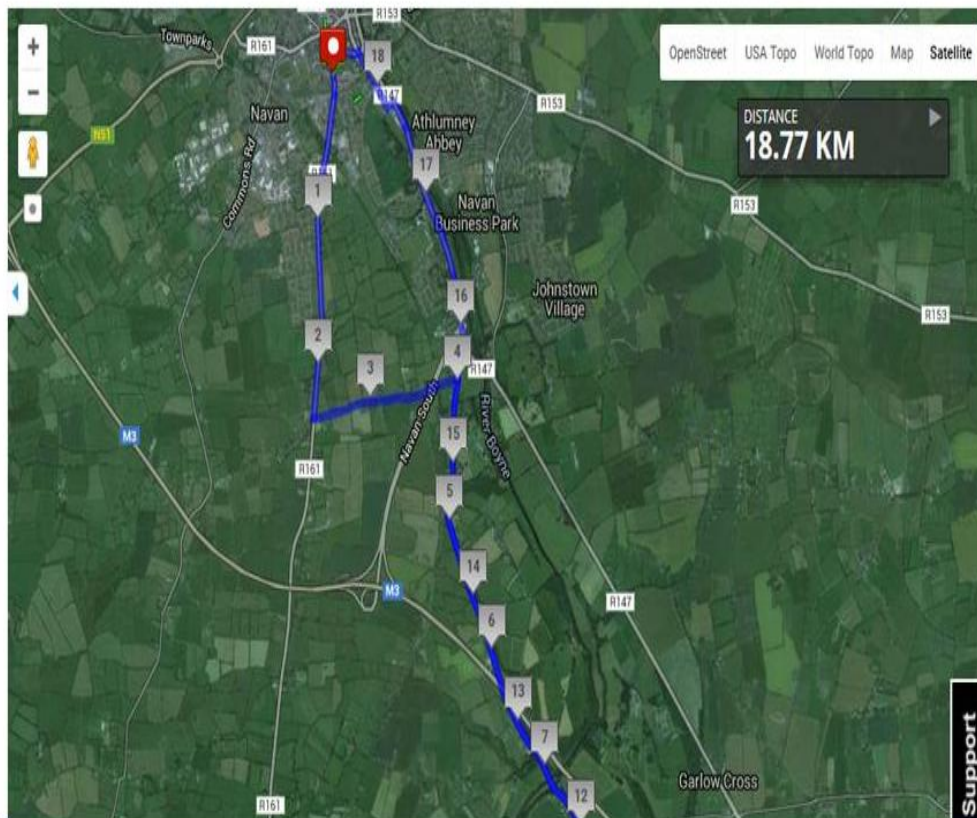 R153
Townparks
R161
18
OpenStreet
USA Topo
World Topo
Map
Satellite
DISTANCE
18.77 KM
R147
R153
Navan
N51
Athlumney
Abbey
Commons Rd
17
1
Navan
Business Park
R153
Johnstown
Village
16
R153
2
4
3
R147
Navan South
15
River Boyne
M3
R161
5
14
M3
R147
6
13
7
Garlow Cross
12
R161
Support